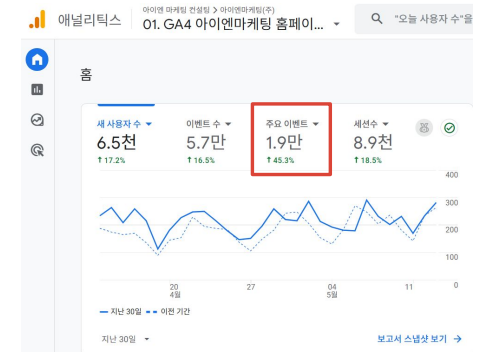 애널리틱스
아이엔 마케팅 컨설팅 > 아이엔마케팅(주)
01. GA4 아이엔마케팅 홈페이...
"오늘 사용자 수"을
홈
새 사용자 수 이벤트 수 주요 이벤트 세션수
6.5천 5.7만 1.9만 8.9천
↑ 17.2% ↑ 16.5% ↑ 45.3% ↑ 18.5%
400
300
200
100
0
20 27 04 11
4월 5월
지난 30일 이전 기간
지난 30일 보고서 스냅샷 보기 →